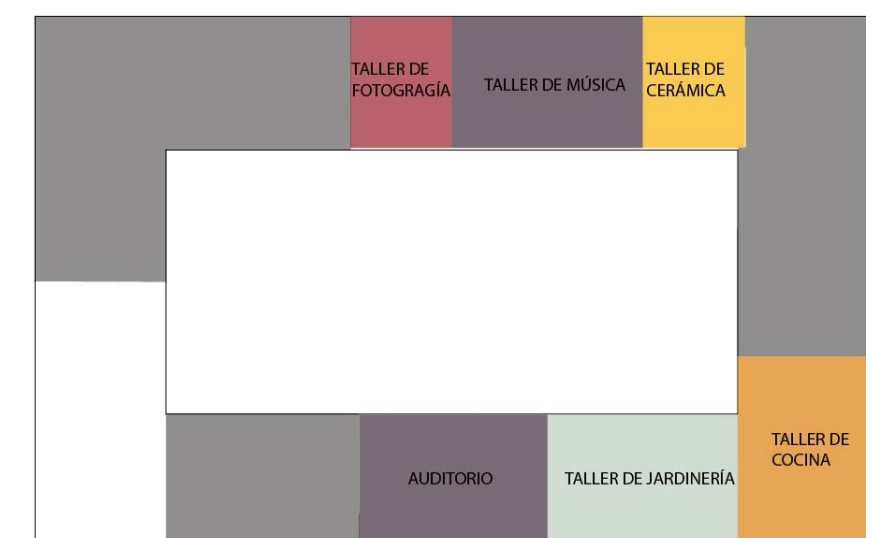 TALLER DE
FOTOGRAGÍA
TALLER DE MÚSICA
TALLER DE
CERÁMICA
TALLER DE
COCINA
AUDITORIO
TALLER DE JARDINERÍA